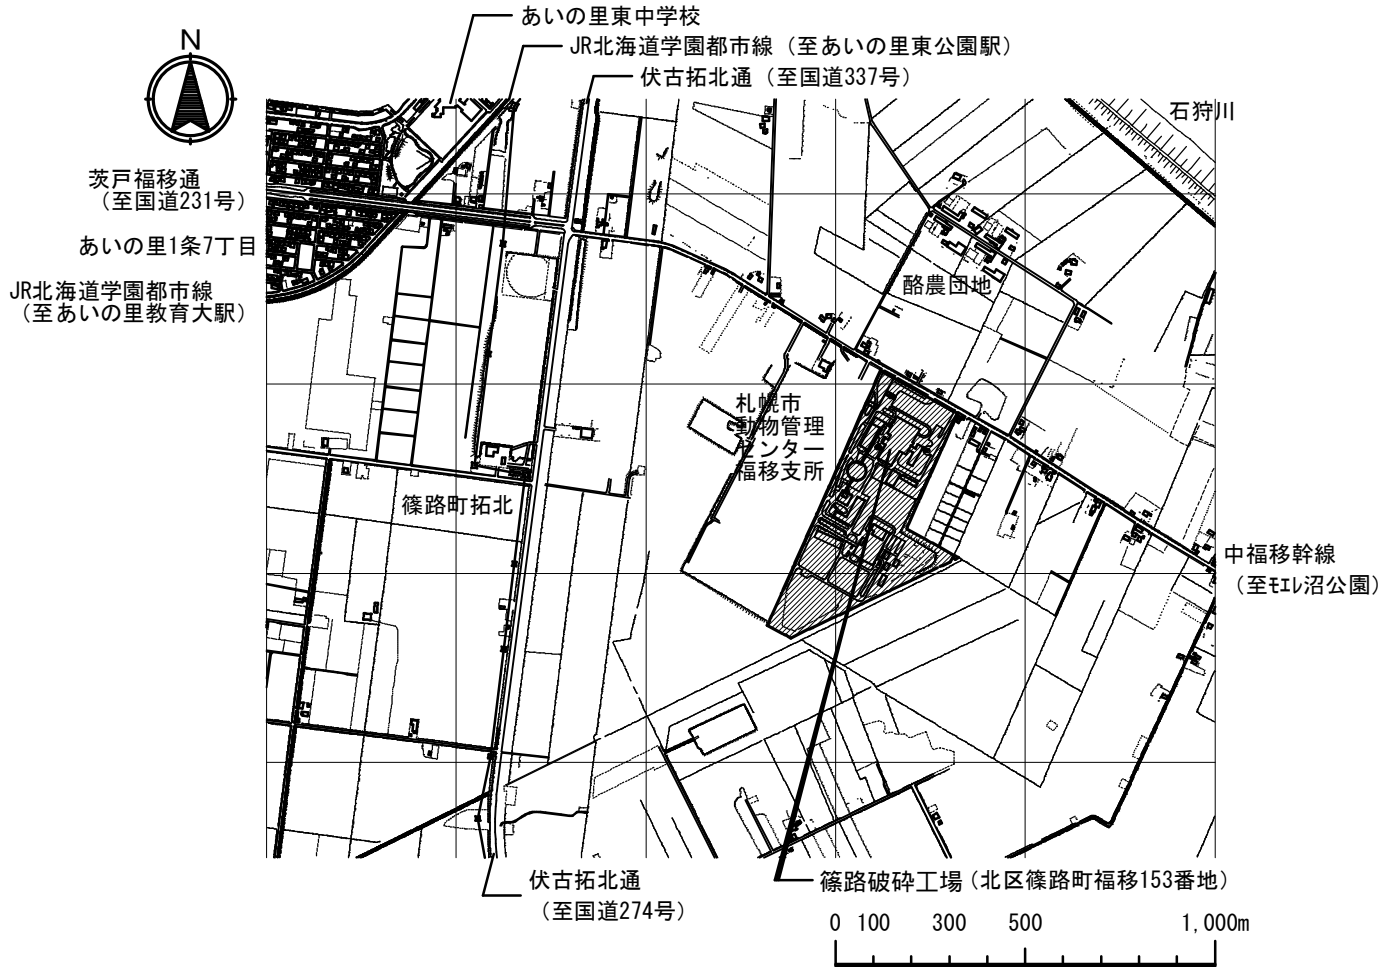 あいの里東中学校
N
JR北海道学園都市線（至あいの里東公園駅）
伏古拓北通（至国道337号）
石狩川
茨戸福移通
（至国道231号）
あいの里1条7丁目
酪農団地
JR北海道学園都市線
（至あいの里教育大駅）
札幌市
動物管理
センター
福移支所
篠路町拓北
中福移幹線
（至モエレ沼公園）
伏古拓北通
（至国道274号）
篠路破砕工場（北区篠路町福移153番地）
0 100 300 500 1,000m